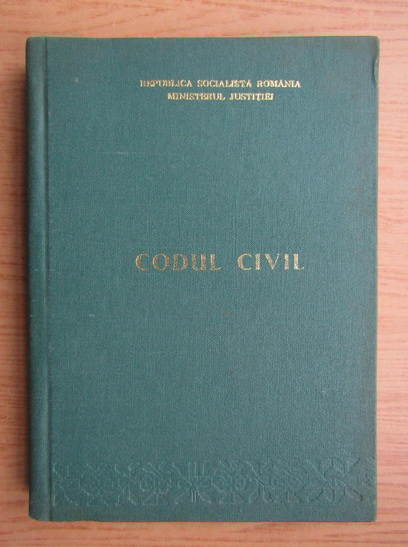 REPUBLICA SOCIALISTĂ ROMÂNIA
MINISTERUL JUSTIȚIEI
CODUL CIVIL